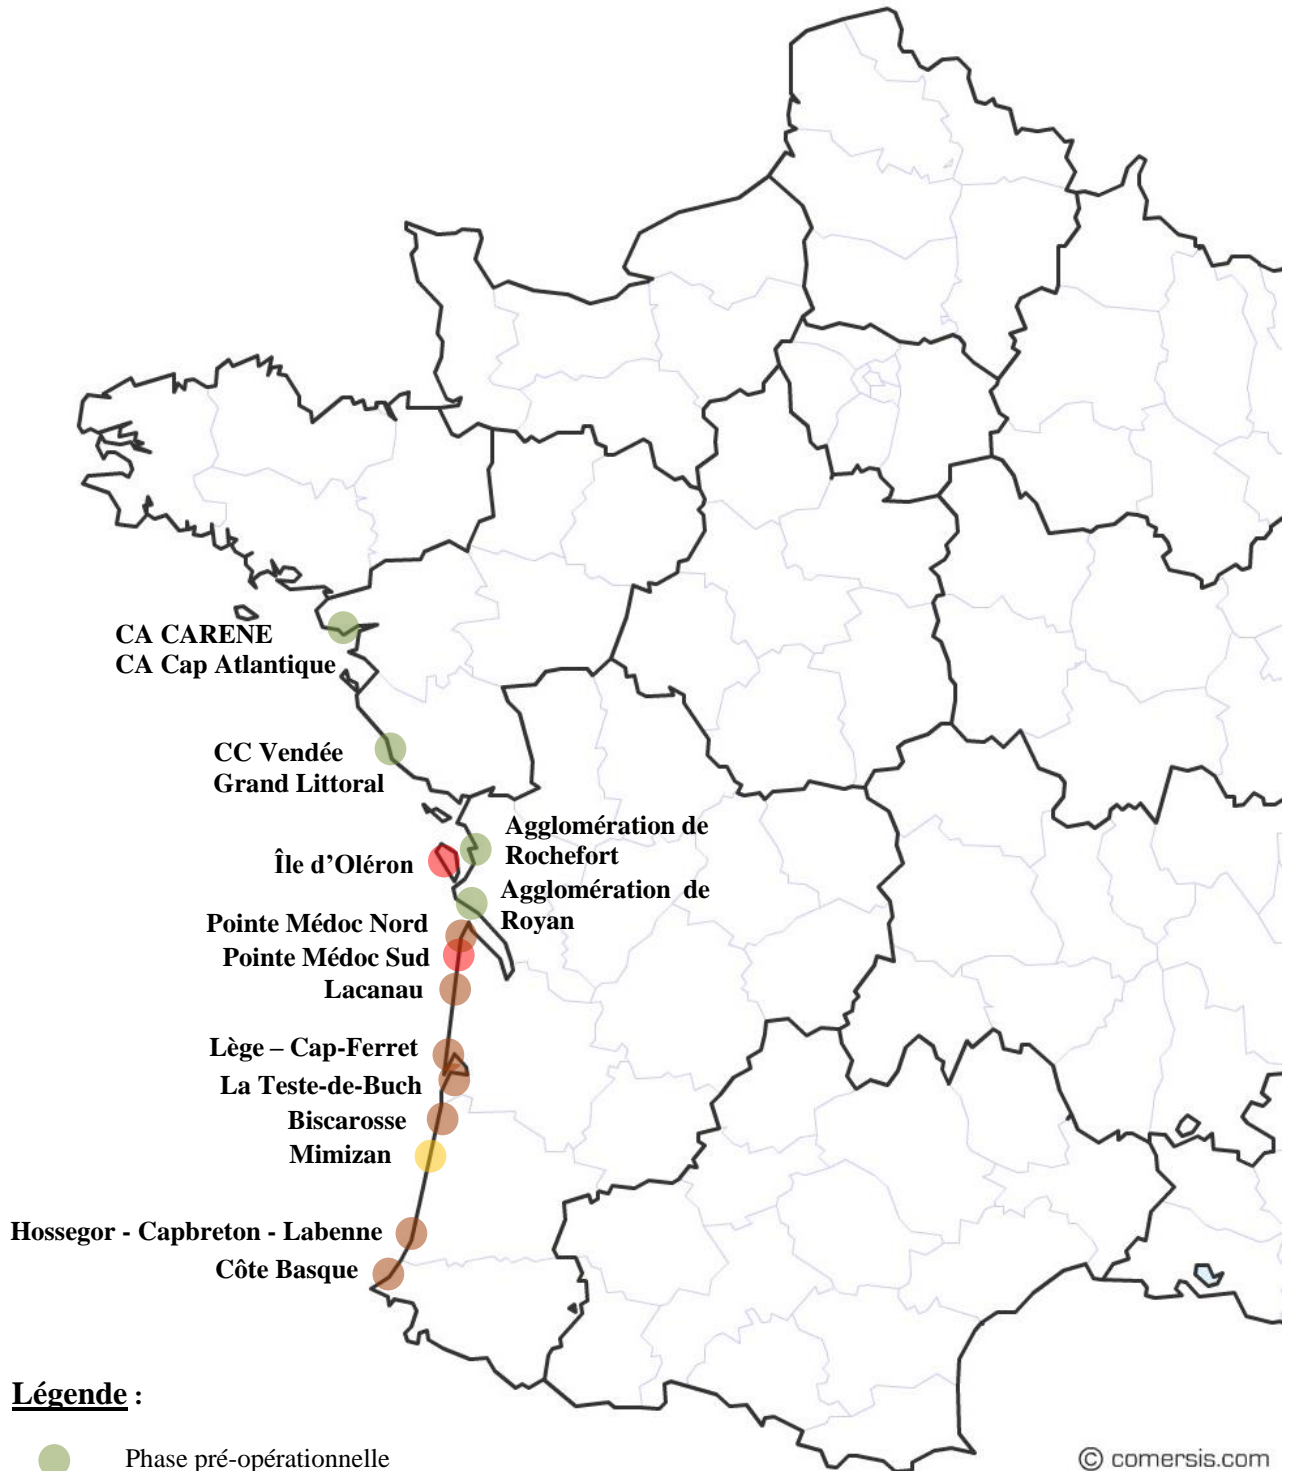 CA CARENE
CA Cap Atlantique
CC Vendée
Grand Littoral
Agglomération de
Rochefort
Île d’Oléron
Agglomération de
Royan
Pointe Médoc Nord
Pointe Médoc Sud
Lacanau
Lège – Cap-Ferret
La Teste-de-Buch
Biscarosse
Mimizan
Hossegor - Capbreton - Labenne
Côte Basque
Légende :
Phase pré-opérationnelle
© comersis.com